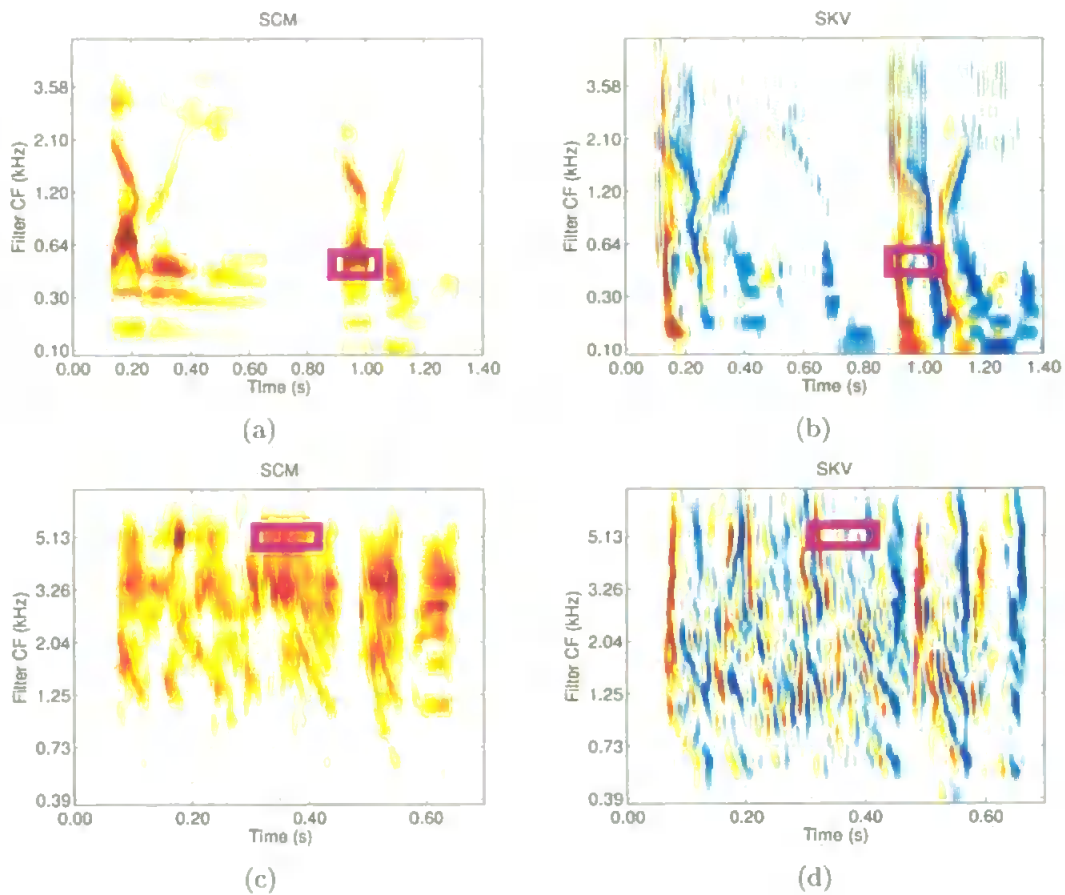 SCM
Filter CF (kHz)
3.58
2.10
1.20
0.64
0.30
0.10
0.00 0.20 0.40 0.60 0.80 1.00 1.20 1.40
Time (s)
(a)
SKV
Filter CF (kHz)
3.58
2.10
1.20
0.64
0.30
0.10
0.00 0.20 0.40 0.60 0.80 1.00 1.20 1.40
Time (s)
(b)
SCM
Filter CF (kHz)
5.13
3.26
2.04
1.25
0.73
0.39
0.00 0.20 0.40 0.60
Time (s)
(c)
SKV
Filter CF (kHz)
5.13
3.26
2.04
1.25
0.73
0.39
0.00 0.20 0.40 0.60
Time (s)
(d)